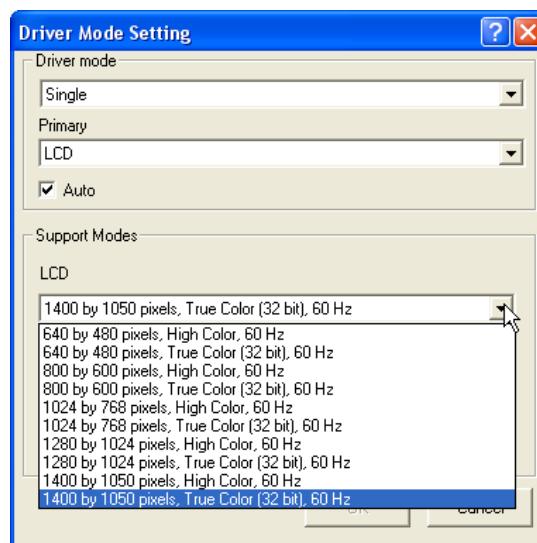 Driver Mode Setting
Driver mode
Single
Primary
LCD
Auto
Support Modes
LCD
1400 by 1050 pixels, True Color (32 bit), 60 Hz
640 by 480 pixels, High Color, 60 Hz
640 by 480 pixels, True Color (32 bit), 60 Hz
800 by 600 pixels, High Color, 60 Hz
800 by 600 pixels, True Color (32 bit), 60 Hz
1024 by 768 pixels, High Color, 60 Hz
1024 by 768 pixels, True Color (32 bit), 60 Hz
1280 by 1024 pixels, High Color, 60 Hz
1280 by 1024 pixels, True Color (32 bit), 60 Hz
1400 by 1050 pixels, High Color, 60 Hz
1400 by 1050 pixels, True Color (32 bit), 60 Hz
OK Cancel